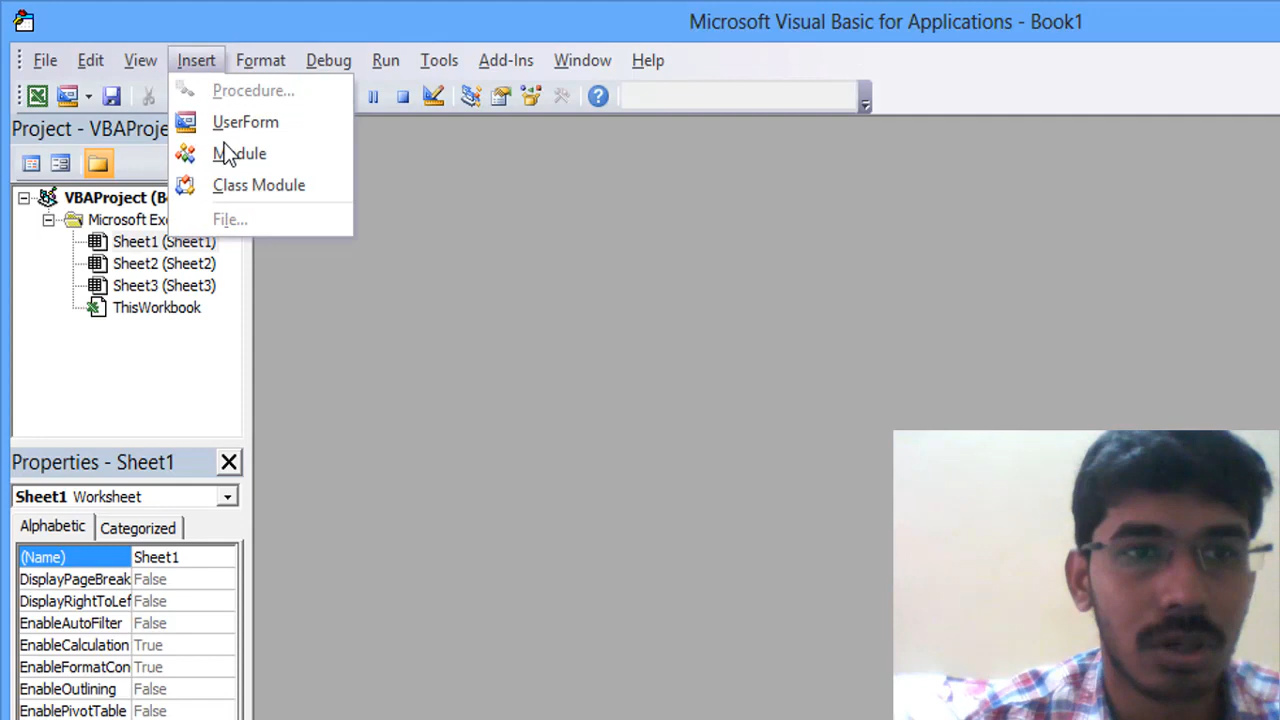 Microsoft Visual Basic for Applications - Book1
File Edit View Insert Format Debug Run Tools Add-Ins Window Help
Procedure...
UserForm
Module
Class Module
File...
Project - VBAProje
VBAProject (B
Microsoft Exc
Sheet1 (Sheet1)
Sheet2 (Sheet2)
Sheet3 (Sheet3)
ThisWorkbook
Properties - Sheet1
Sheet1 Worksheet
Alphabetic Categorized
(Name) Sheet1
DisplayPageBreak False
DisplayRightToLef False
EnableAutoFilter False
EnableCalculation True
EnableFormatCon True
EnableOutlining False
EnablePivotTable False